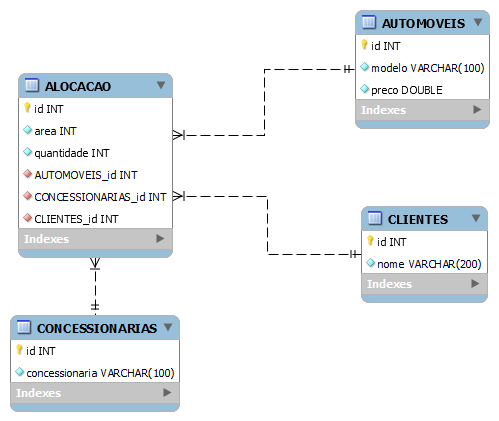 AUTOMOVEIS
id INT
modelo VARCHAR(100)
preco DOUBLE
Indexes
ALOCACAO
id INT
area INT
quantidade INT
AUTOMOVEIS_id INT
CONCESSIONARIAS_id INT
CLIENTES_id INT
Indexes
CLIENTES
id INT
nome VARCHAR(200)
Indexes
CONCESSIONARIAS
id INT
concessionaria VARCHAR(100)
Indexes